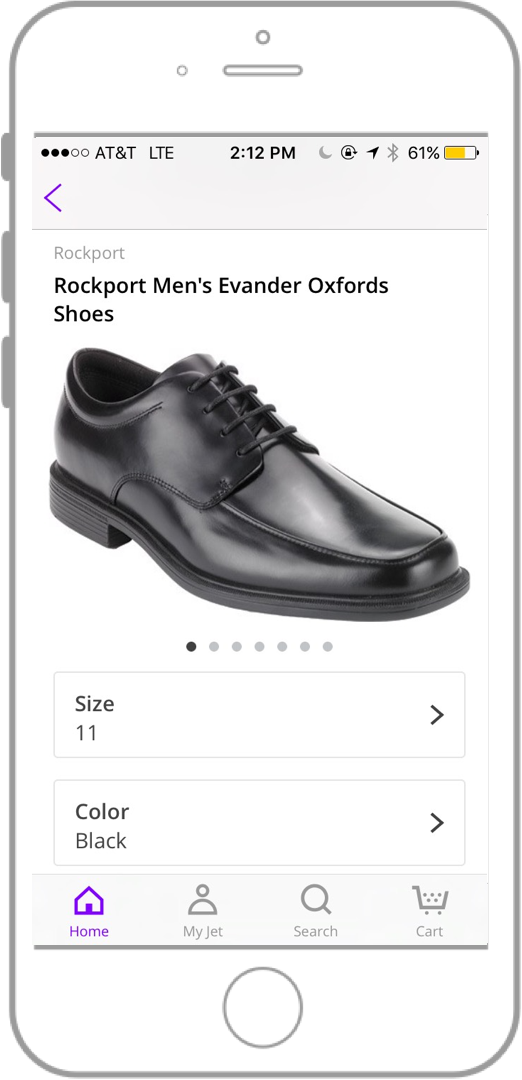 AT&T LTE 2:12 PM 61%
Rockport
Rockport Men's Evander Oxfords
Shoes
Size
11
Color
Black
Home My Jet Search Cart